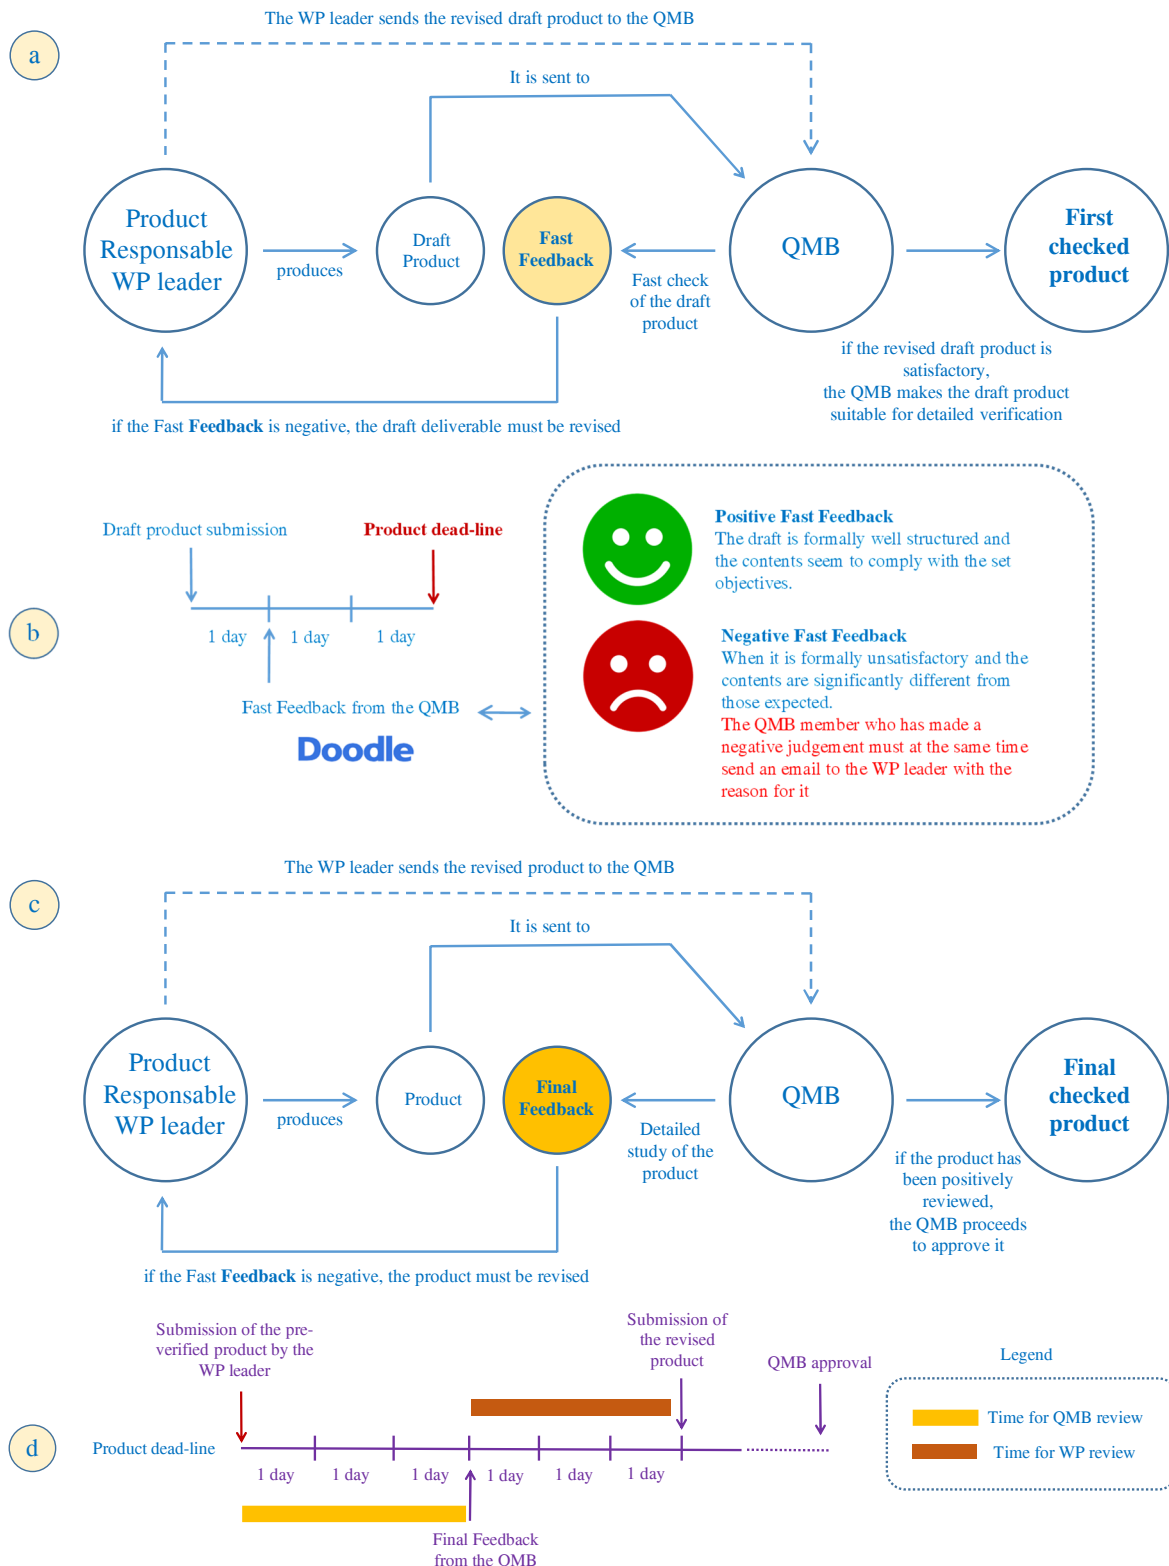 The WP leader sends the revised draft product to the QMB
a
It is sent to
Product
Responsable
WP leader
produces
Draft
Product
Fast
Feedback
Fast check
of the draft
product
QMB
First
checked
product
if the revised draft product is
satisfactory,
the QMB makes the draft product
suitable for detailed verification
if the Fast Feedback is negative, the draft deliverable must be revised
b
Draft product submission
Product dead-line
1 day
1 day
1 day
Fast Feedback from the QMB
Doodle
Positive Fast Feedback
The draft is formally well structured and
the contents seem to comply with the set
objectives.
Negative Fast Feedback
When it is formally unsatisfactory and the
contents are significantly different from
those expected.
The QMB member who has made a
negative judgement must at the same time
send an email to the WP leader with the
reason for it
The WP leader sends the revised product to the QMB
c
It is sent to
Product
Responsable
WP leader
produces
Product
Final
Feedback
Detailed
study of the
product
QMB
Final
checked
product
if the product has
been positively
reviewed,
the QMB proceeds
to approve it
if the Fast Feedback is negative, the product must be revised
Submission of the pre-
verified product by the
WP leader
Submission of
the revised
product
QMB approval
d
Product dead-line
1 day
1 day
1 day
1 day
1 day
1 day
Final Feedback
from the QMB
Legend
Time for QMB review
Time for WP review